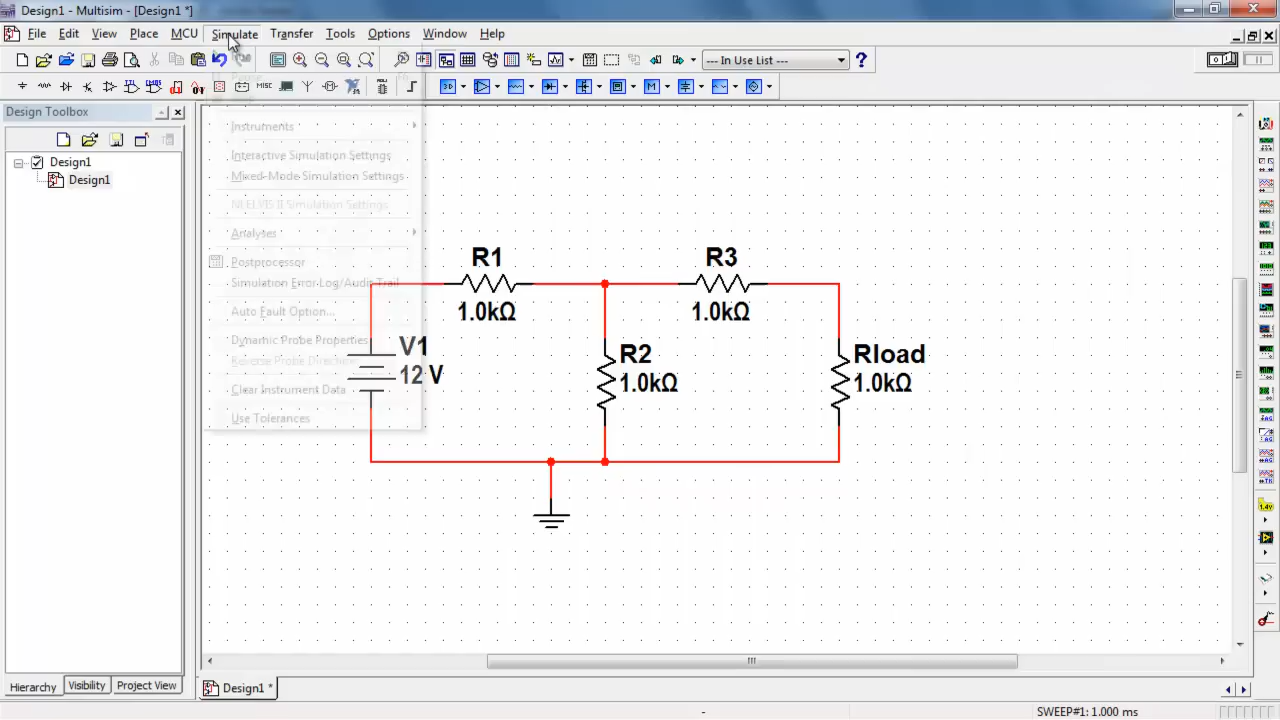 Design1 - Multisim - [Design1 *]
File Edit View Place MCU Simulate Transfer Tools Options Window Help
--- In Use List ---
MISC
Design Toolbox
Design1
Design1
Instruments
Interactive Simulation Settings
Mixed-Mode Simulation Settings
NI ELVIS II Simulation Settings
Analyses
Postprocessor
Simulation Error Log/Audit Trail
Auto Fault Option...
Dynamic Probe Properties
Reverse Probe Direction
Clear Instrument Data
Use Tolerances
R1
1.0kΩ
R3
1.0kΩ
V1
12 V
R2
1.0kΩ
Rload
1.0kΩ
Hierarchy Visibility Project View
Design1 *
-
SWEEP#1: 1.000 ms